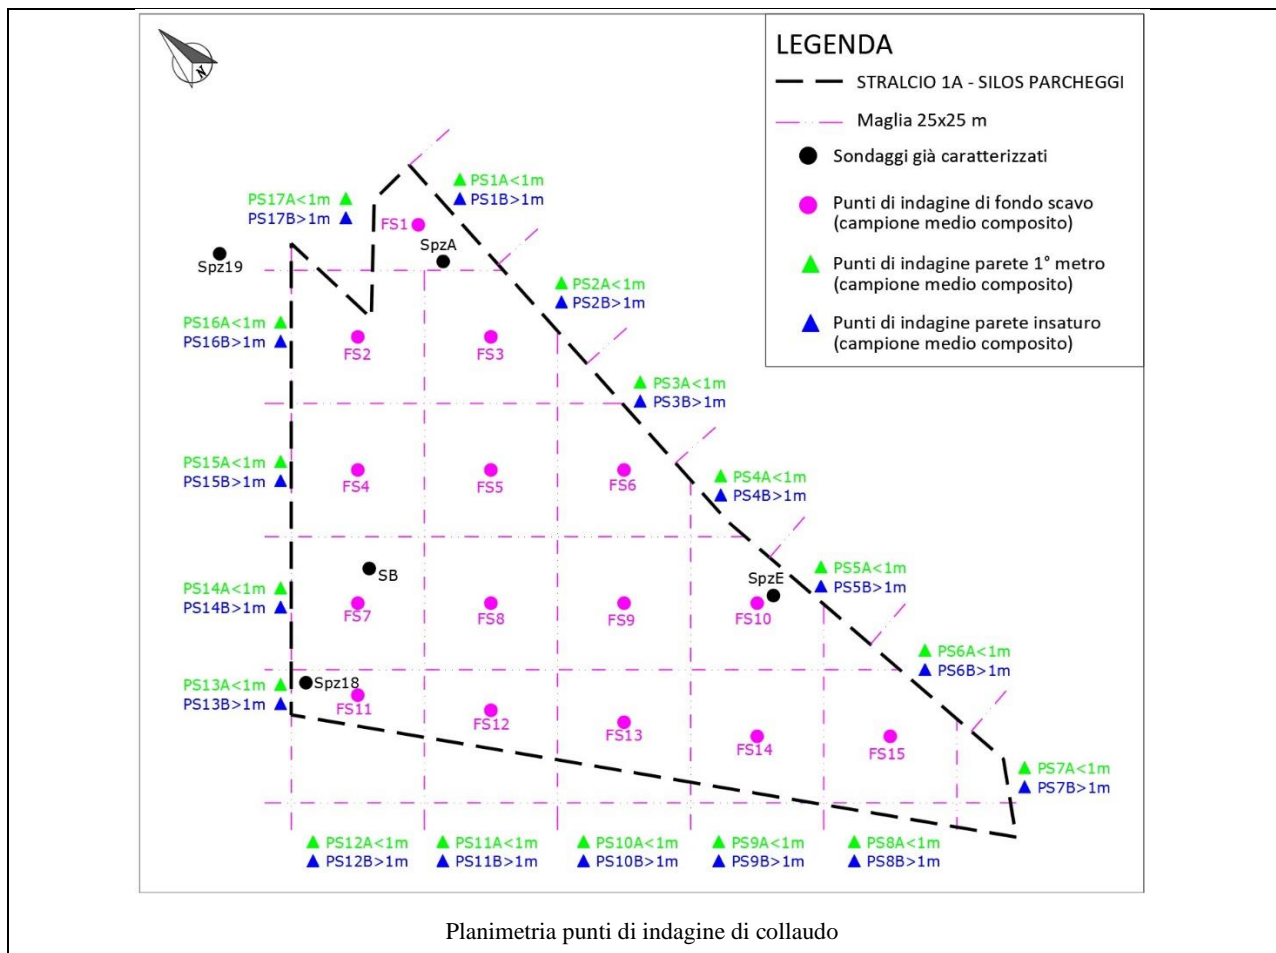 N
LEGENDA
STRALCIO 1A - SILOS PARCHEGGI
Maglia 25x25 m
Sondaggi già caratterizzati
Punti di indagine di fondo scavo
(campione medio composito)
Punti di indagine parete 1° metro
(campione medio composito)
Punti di indagine parete insaturo
(campione medio composito)
PS1A<1m
PS1B>1m
PS17A<1m
PS17B>1m
FS1
SpzA
Spz19
PS2A<1m
PS2B>1m
PS16A<1m
PS16B>1m
FS2
FS3
PS3A<1m
PS3B>1m
PS15A<1m
PS15B>1m
FS4
FS5
FS6
PS4A<1m
PS4B>1m
SB
SpzE
PS5A<1m
PS5B>1m
PS14A<1m
PS14B>1m
FS7
FS8
FS9
FS10
PS6A<1m
PS6B>1m
PS13A<1m
PS13B>1m
Spz18
FS11
FS12
FS13
FS14
FS15
PS7A<1m
PS7B>1m
PS12A<1m
PS12B>1m
PS11A<1m
PS11B>1m
PS10A<1m
PS10B>1m
PS9A<1m
PS9B>1m
PS8A<1m
PS8B>1m
Planimetria punti di indagine di collaudo